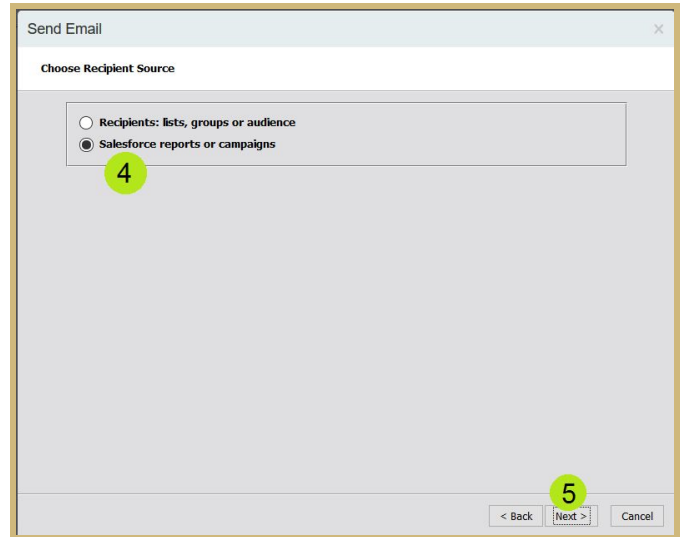 Send Email
×
Choose Recipient Source
Recipients: lists, groups or audience
Salesforce reports or campaigns
4
5
< Back Next > Cancel